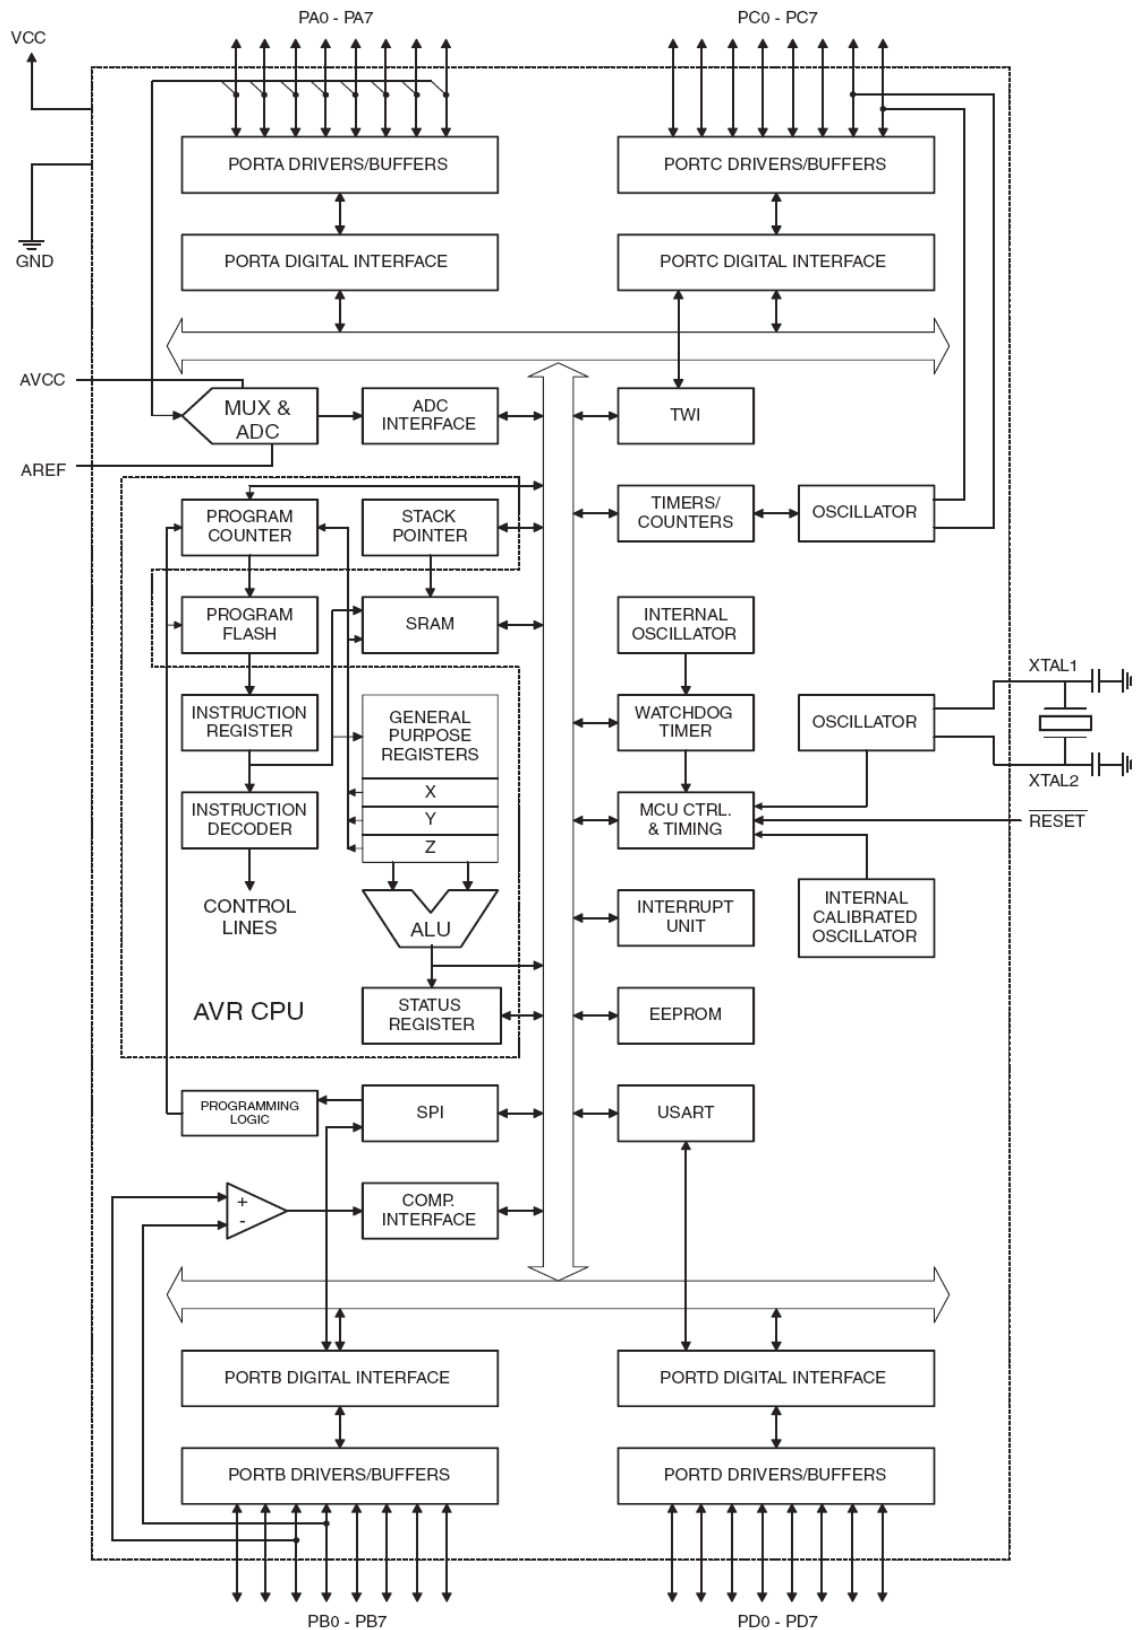 PA0 - PA7
PC0 - PC7
VCC
PORTA DRIVERS/BUFFERS
PORTC DRIVERS/BUFFERS
GND
PORTA DIGITAL INTERFACE
PORTC DIGITAL INTERFACE
AVCC
MUX &
ADC
ADC
INTERFACE
TWI
AREF
PROGRAM
COUNTER
STACK
POINTER
TIMERS/
COUNTERS
OSCILLATOR
PROGRAM
FLASH
SRAM
INTERNAL
OSCILLATOR
XTAL1
INSTRUCTION
REGISTER
GENERAL
PURPOSE
REGISTERS
WATCHDOG
TIMER
OSCILLATOR
XTAL2
X
Y
Z
INSTRUCTION
DECODER
MCU CTRL.
& TIMING
RESET
CONTROL
LINES
ALU
INTERRUPT
UNIT
INTERNAL
CALIBRATED
OSCILLATOR
AVR CPU
STATUS
REGISTER
EEPROM
PROGRAMMING
LOGIC
SPI
USART
+
-
COMP.
INTERFACE
PORTB DIGITAL INTERFACE
PORTD DIGITAL INTERFACE
PORTB DRIVERS/BUFFERS
PORTD DRIVERS/BUFFERS
PB0 - PB7
PD0 - PD7